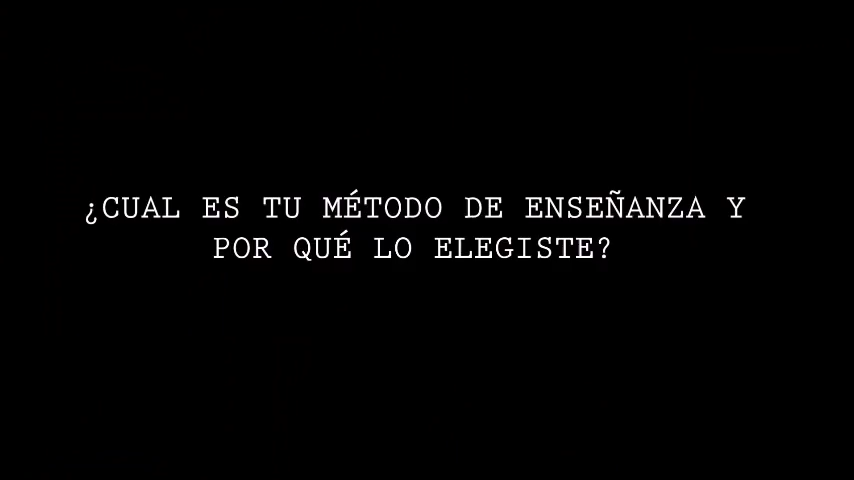 ¿CUAL ES TU MÉTODO DE ENSEÑANZA Y
POR QUÉ LO ELEGISTE?